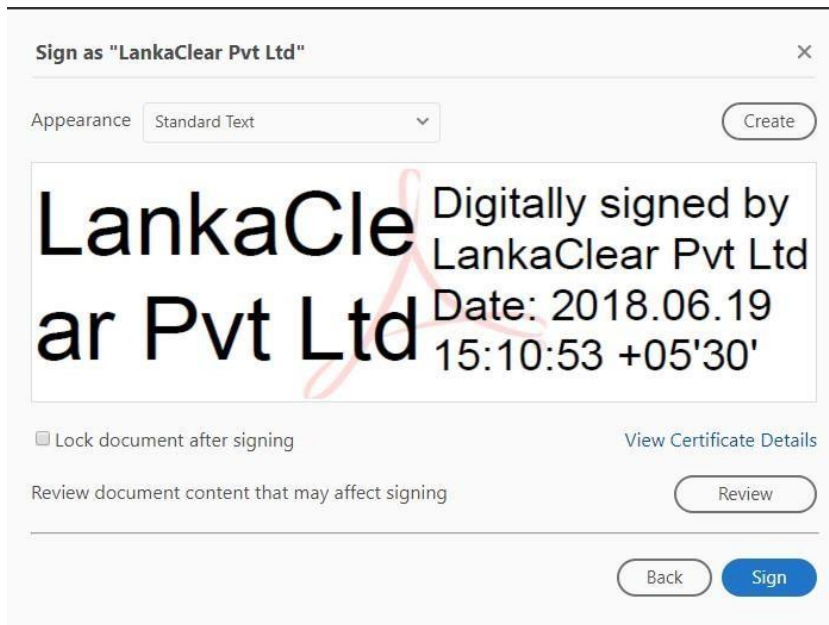 Sign as "LankaClear Pvt Ltd"
Appearance Standard Text Create
LankaCle
ar Pvt Ltd
Digitally signed by
LankaClear Pvt Ltd
Date: 2018.06.19
15:10:53 +05'30'
Lock document after signing View Certificate Details
Review document content that may affect signing Review
Back Sign